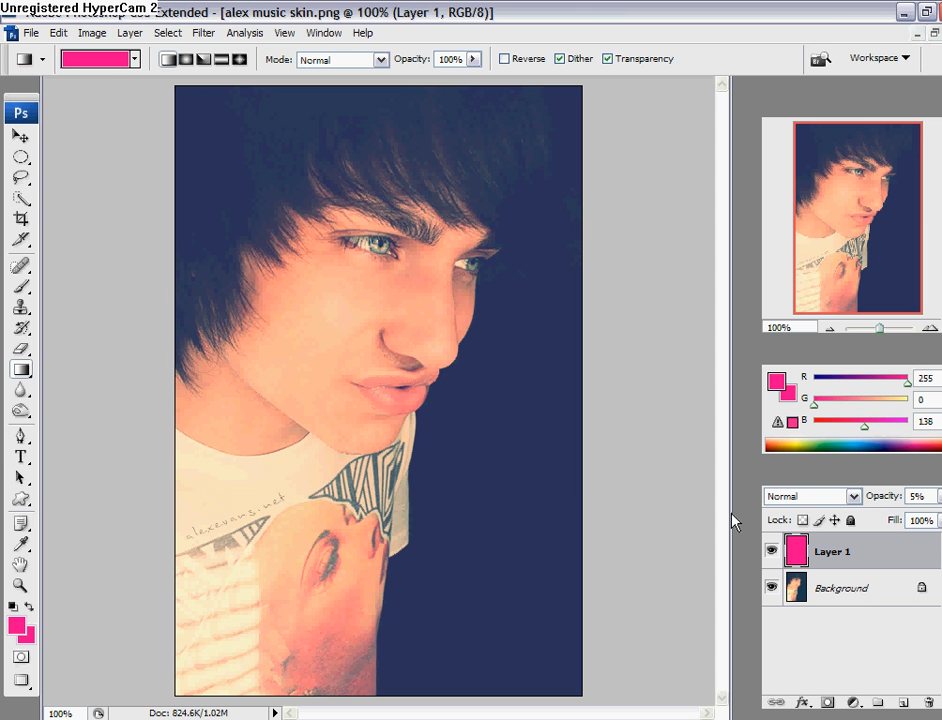 Unregistered HyperCam 2
Extended - [alex music skin.png @ 100% (Layer 1, RGB/8)]
File Edit Image Layer Select Filter Analysis View Window Help
Mode: Normal Opacity: 100% Reverse Dither Transparency Workspace
Ps
100%
R 255
G 0
B 138
Normal Opacity: 5%
Lock: Fill: 100%
Layer 1
Background
alexevans.net
100% Doc: 824.6K/1.02M